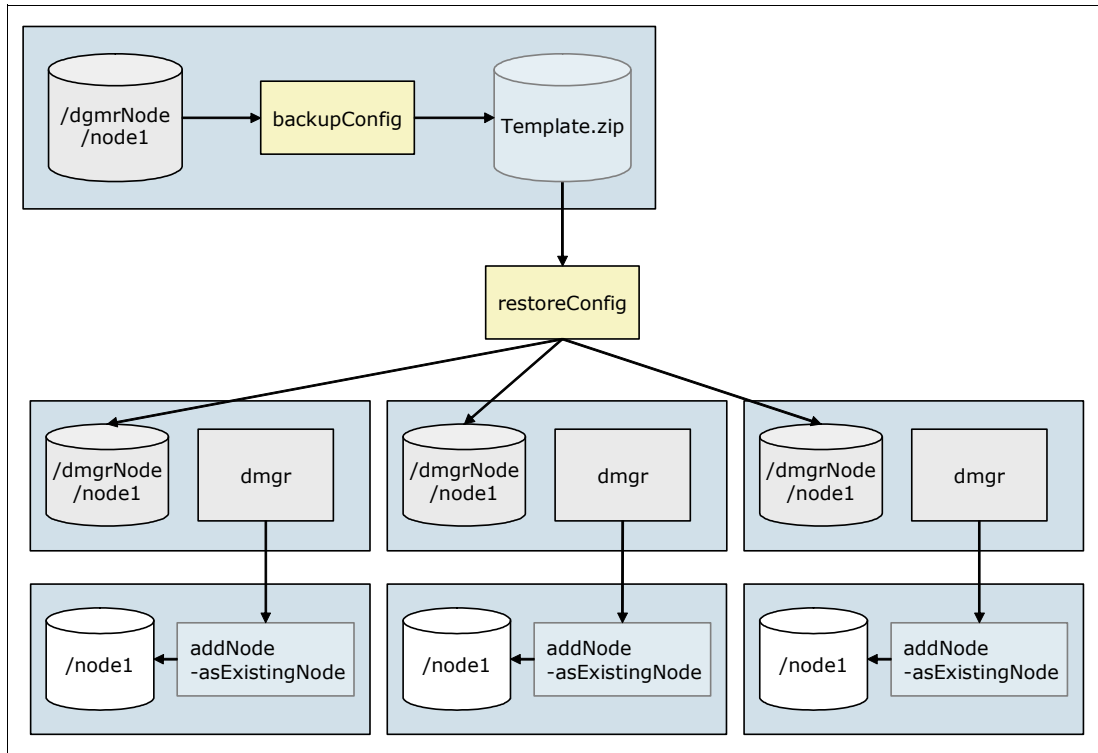 /dgmrNode
/node1
backupConfig
Template.zip
restoreConfig
/dmgrNode
/node1
dmgr
/dmgrNode
/node1
dmgr
/dmgrNode
/node1
dmgr
/node1
addNode
-asExistingNode
/node1
addNode
-asExistingNode
/node1
addNode
-asExistingNode